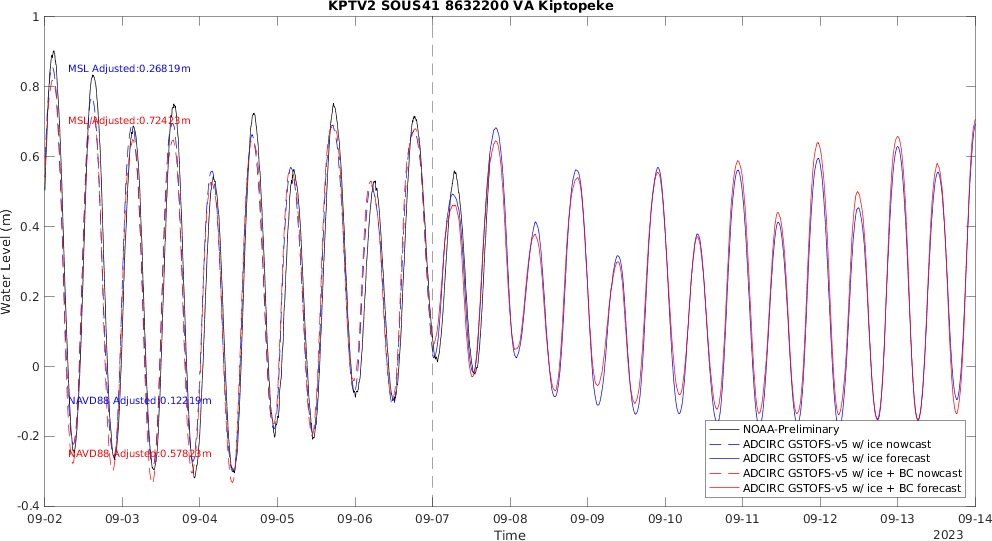 KPTV2 SOUS41 8632200 VA Kiptopeke
1
0.8
0.6
0.4
0.2
0
-0.2
-0.4
Water Level (m)
MSL Adjusted:0.26819m
MSL Adjusted:0.72423m
NAVD88 Adjusted:0.12219m
NAVD88 Adjusted:0.57823m
NOAA-Preliminary
ADCIRC GSTOFS-v5 w/ ice nowcast
ADCIRC GSTOFS-v5 w/ ice forecast
ADCIRC GSTOFS-v5 w/ ice + BC nowcast
ADCIRC GSTOFS-v5 w/ ice + BC forecast
09-02 09-03 09-04 09-05 09-06 09-07 09-08 09-09 09-10 09-11 09-12 09-13 09-14
Time
2023